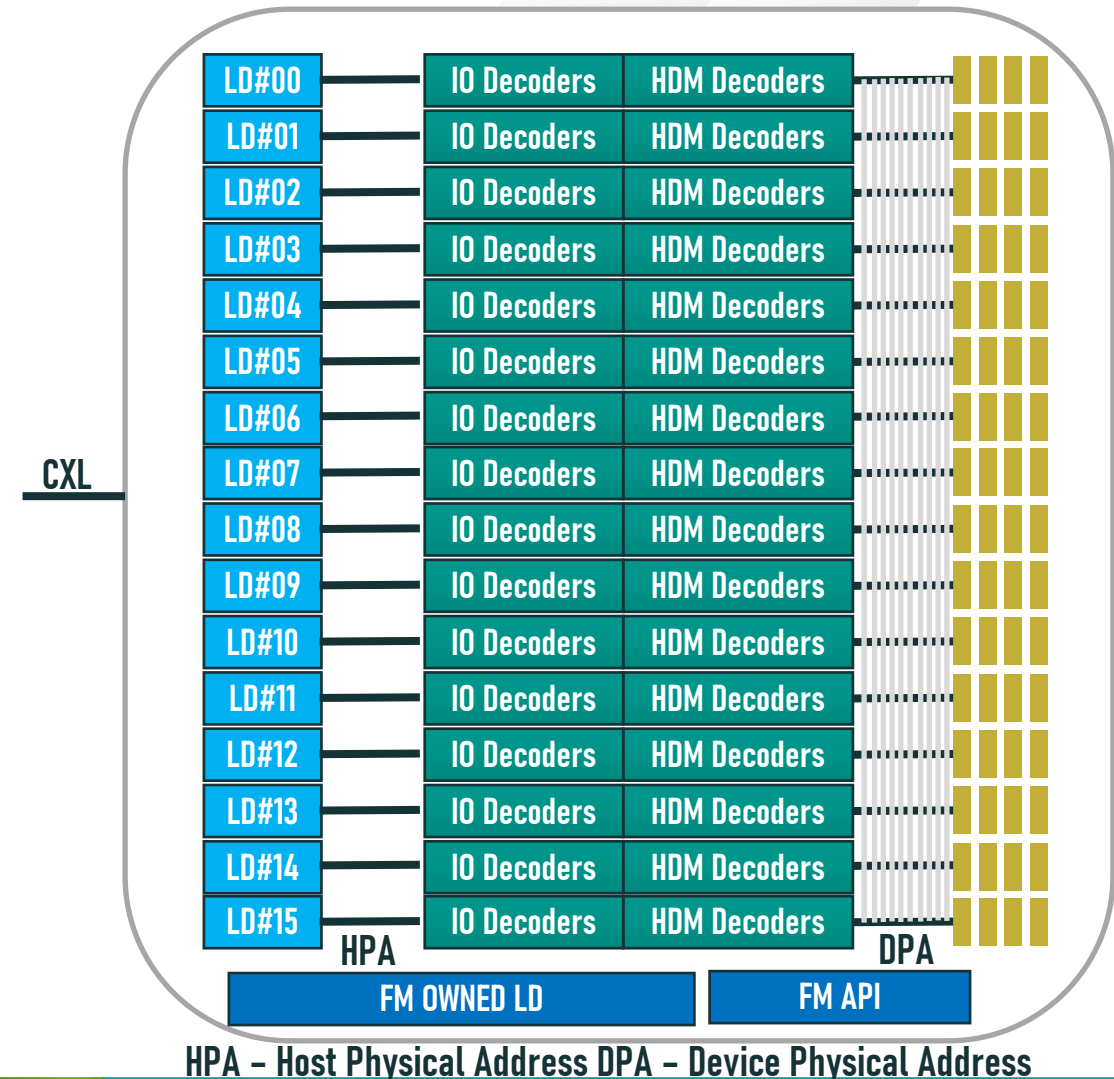 LD#00 IO Decoders HDM Decoders
LD#01 IO Decoders HDM Decoders
LD#02 IO Decoders HDM Decoders
LD#03 IO Decoders HDM Decoders
LD#04 IO Decoders HDM Decoders
LD#05 IO Decoders HDM Decoders
LD#06 IO Decoders HDM Decoders
CXL LD#07 IO Decoders HDM Decoders
LD#08 IO Decoders HDM Decoders
LD#09 IO Decoders HDM Decoders
LD#10 IO Decoders HDM Decoders
LD#11 IO Decoders HDM Decoders
LD#12 IO Decoders HDM Decoders
LD#13 IO Decoders HDM Decoders
LD#14 IO Decoders HDM Decoders
LD#15 IO Decoders HDM Decoders
HPA DPA
FM OWNED LD FM API
HPA – Host Physical Address DPA – Device Physical Address